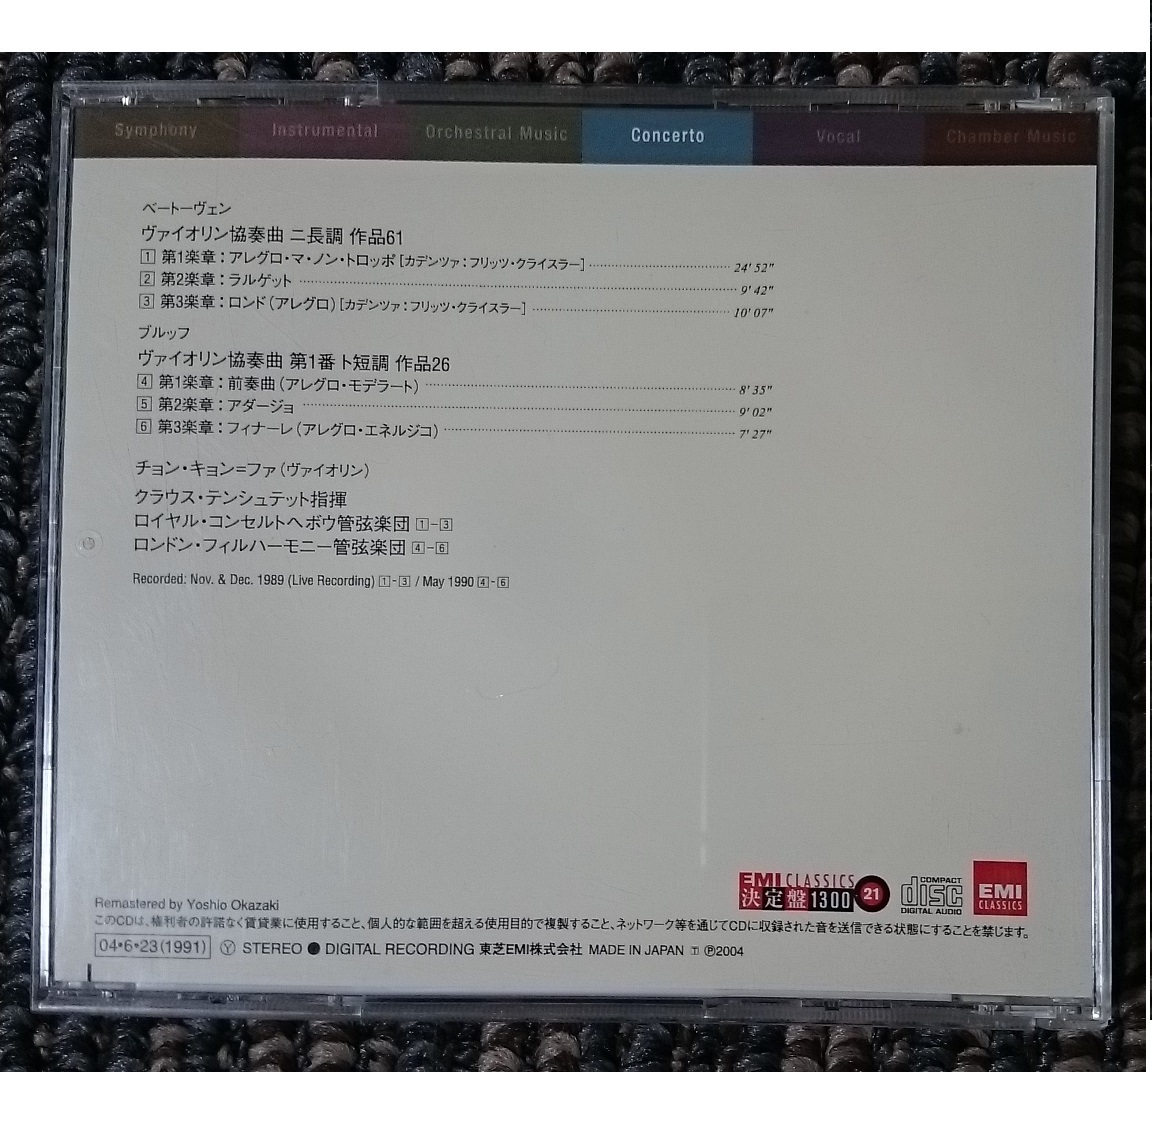 Symphony Instrumental Orchestral Music Concerto Vocal Chamber Music
ベートーヴェン
ヴァイオリン協奏曲 ニ長調 作品61
1 第1楽章：アレグロ・マ・ノン・トロッポ［カデンツァ：フリッツ・クライスラー］ 24' 52"
2 第2楽章：ラルゲット 9' 42"
3 第3楽章：ロンド（アレグロ）［カデンツァ：フリッツ・クライスラー］ 10' 07"
ブルッフ
ヴァイオリン協奏曲 第1番 ト短調 作品26
4 第1楽章：前奏曲（アレグロ・モデラート） 8' 35"
5 第2楽章：アダージョ 9' 02"
6 第3楽章：フィナーレ（アレグロ・エネルジコ） 7' 27"
チョン・キョン=ファ（ヴァイオリン）
クラウス・テンシュテット指揮
ロイヤル・コンセルトヘボウ管弦楽団 1-3
ロンドン・フィルハーモニー管弦楽団 4-6
Recorded: Nov. & Dec. 1989 (Live Recording) 1-3 / May 1990 4-6
EMI CLASSICS
決定盤 1300 21
COMPACT
disc
DIGITAL AUDIO
EMI
CLASSICS
Remastered by Yoshio Okazaki
このCDは、権利者の許諾なく賃貸業に使用すること、個人的な範囲を超える使用目的で複製すること、ネットワーク等を通じてCDに収録された音を送信できる状態にすることを禁じます。
04・6・23(1991) Ⓨ STEREO ● DIGITAL RECORDING 東芝EMI株式会社 MADE IN JAPAN T ℗2004